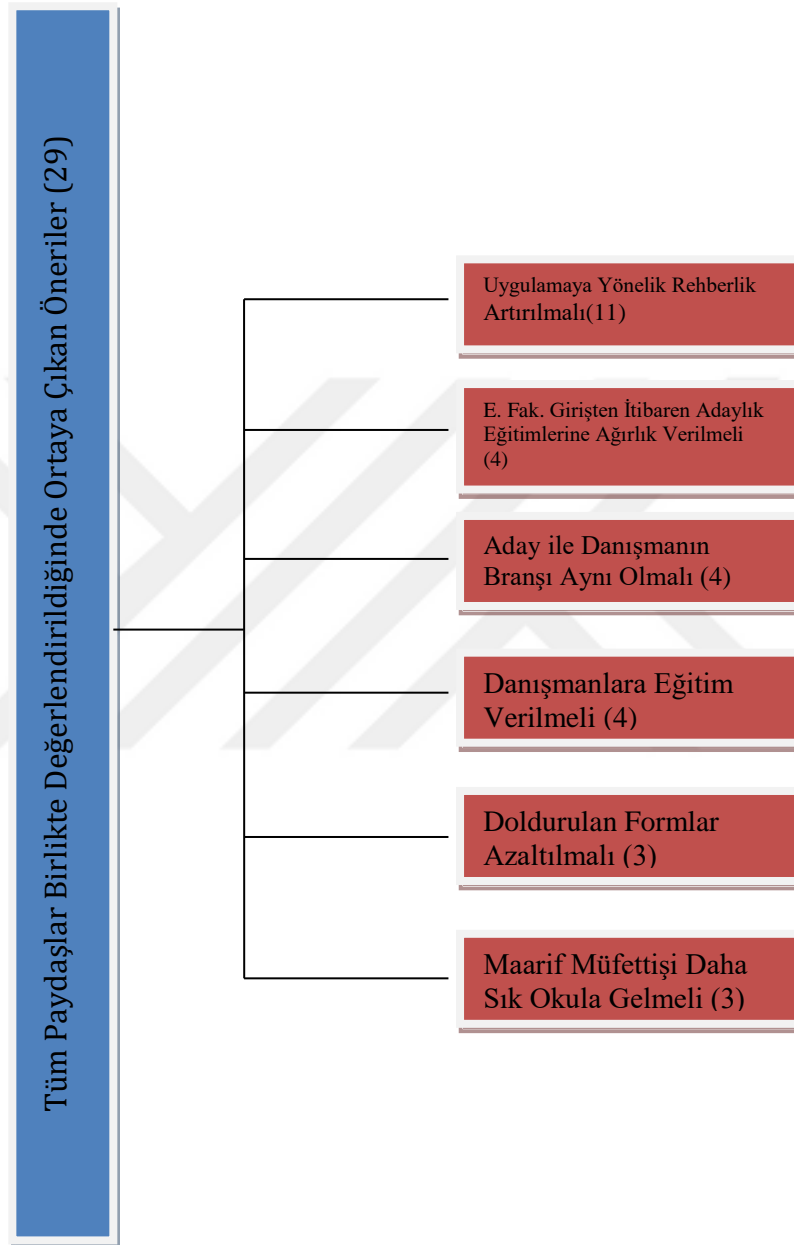 Tüm Paydaşlar Birlikte Değerlendirildiğinde Ortaya Çıkan Öneriler (29)
Uygulamaya Yönelik Rehberlik
Artırılmalı(11)
E. Fak. Girişten İtibaren Adaylık
Eğitimlerine Ağırlık Verilmeli
(4)
Aday ile Danışmanın
Branşı Aynı Olmalı (4)
Danışmanlara Eğitim
Verilmeli (4)
Doldurulan Formlar
Azaltılmalı (3)
Maarif Müfettişi Daha
Sık Okula Gelmeli (3)